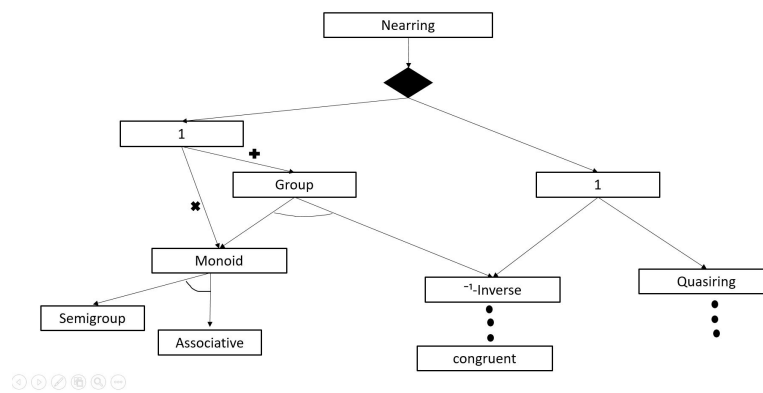 Nearring
1
Group
1
Monoid
⁻¹-Inverse
Quasiring
Semigroup
Associative
congruent